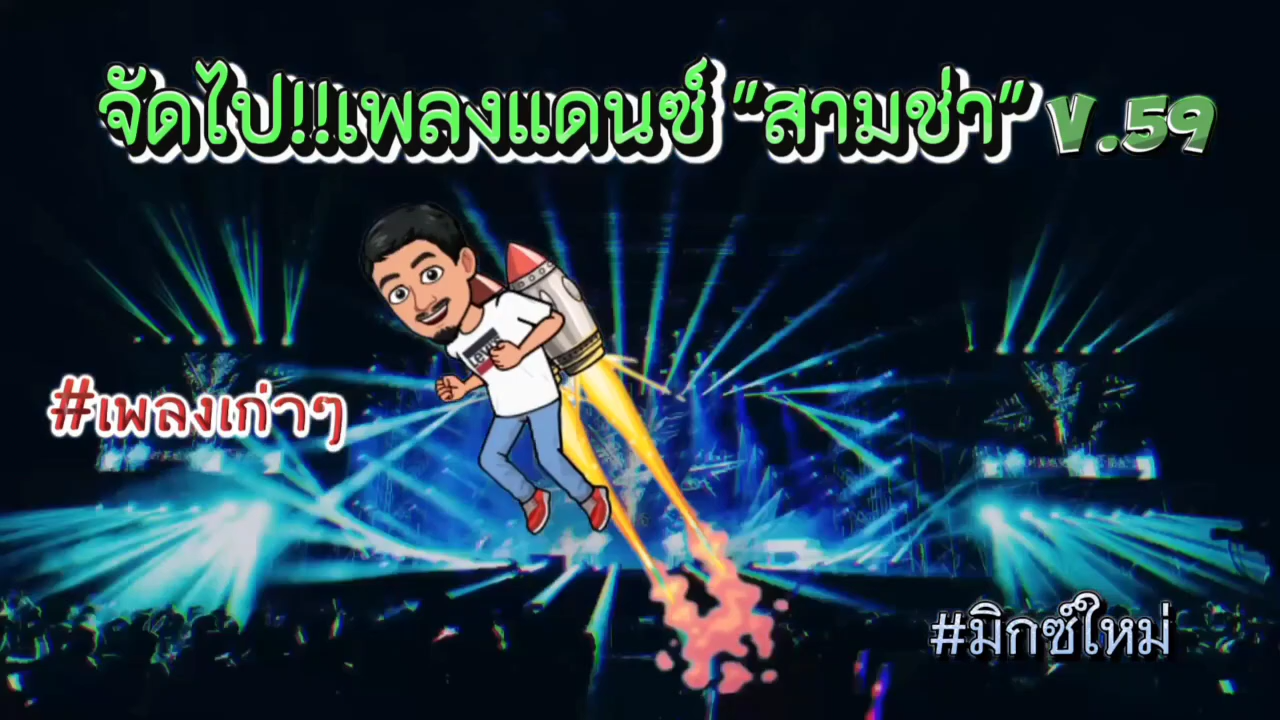 จัดไป!!เพลงแดนซ์ "สามช่า" V.59
#เพลงเก่าๆ
Levi's
#มิกซ์ใหม่